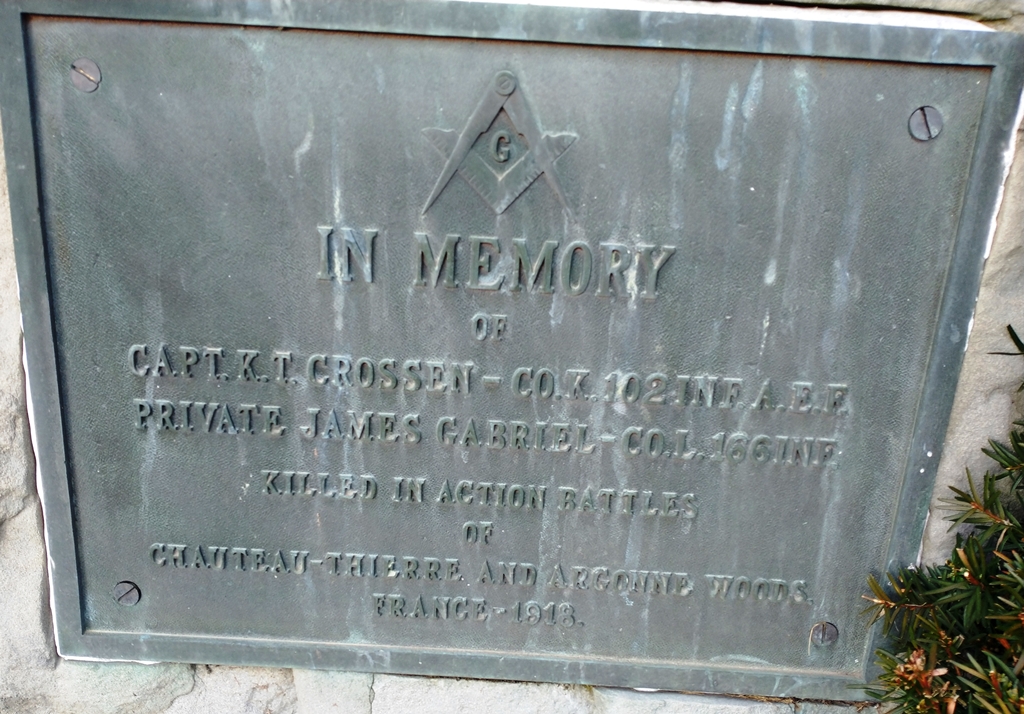 G
IN MEMORY
OF
CAPT. K. T. CROSSEN - CO. K. 102 INF. A. E. F.
PRIVATE JAMES GABRIEL - CO. L. 166 INF.
KILLED IN ACTION BATTLES
OF
CHAUTEAU-THIERRE AND ARGONNE WOODS.
FRANCE - 1918.